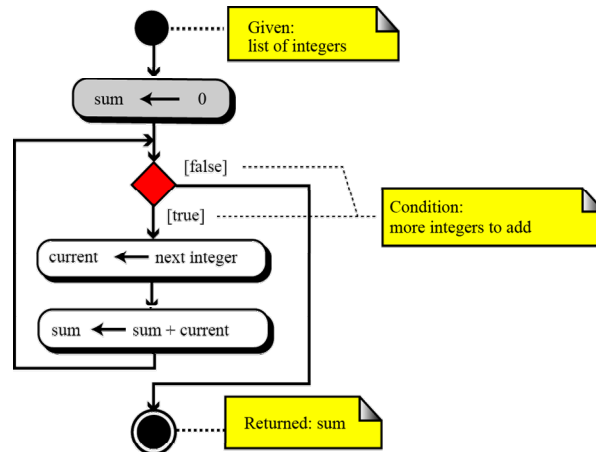 Given:
list of integers
sum ← 0
[false]
[true]
Condition:
more integers to add
current ← next integer
sum ← sum + current
Returned: sum